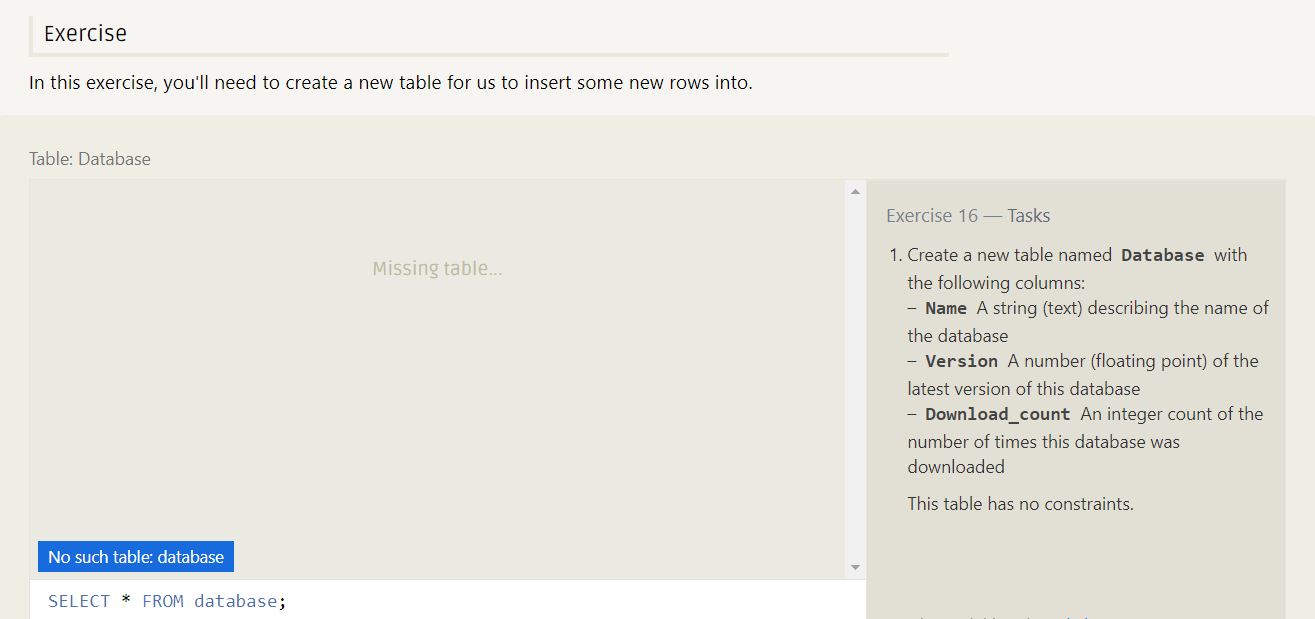 Exercise
In this exercise, you'll need to create a new table for us to insert some new rows into.
Table: Database
Missing table...
No such table: database
SELECT * FROM database;
Exercise 16 — Tasks
1. Create a new table named Database with
the following columns:
– Name A string (text) describing the name of
the database
– Version A number (floating point) of the
latest version of this database
– Download_count An integer count of the
number of times this database was
downloaded
This table has no constraints.